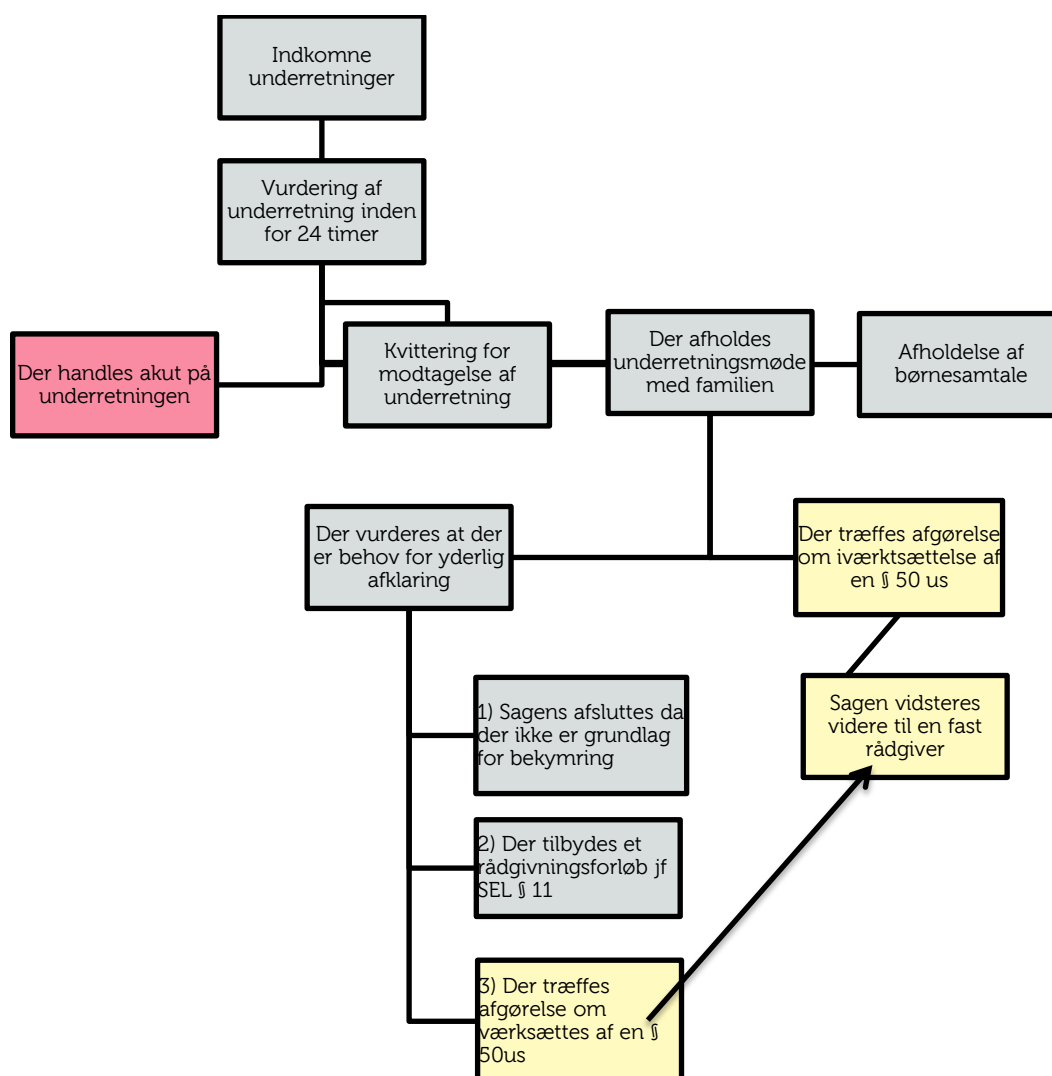 Indkomne
underretninger
Vurdering af
underretning inden
for 24 timer
Der handles akut på
underretningen
Kvittering for
modtagelse af
underretning
Der afholdes
underretningsmøde
med familien
Afholdelse af
børnesamtale
Der vurderes at der
er behov for yderlig
afklaring
Der træffes afgørelse
om iværktsættelse af
en § 50 us
1) Sagens afsluttes da
der ikke er grundlag
for bekymring
Sagen vidsteres
videre til en fast
rådgiver
2) Der tilbydes et
rådgivningsforløb jf
SEL § 11
3) Der træffes
afgørelse om
værksættes af en §
50us